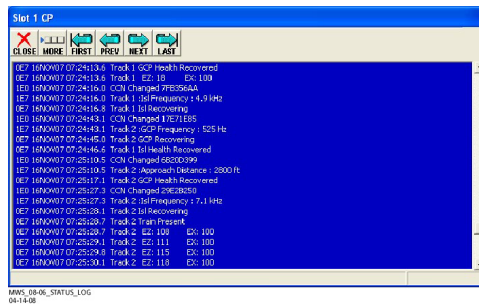 Slot 1 CP
CLOSE MORE FIRST PREV NEXT LAST
0E7 16NOV07 07:24:13.6 Track 1 GCP Health Recovered
0E7 16NOV07 07:24:13.6 Track 1 EZ: 18 EX: 100
1E0 16NOV07 07:24:16.0 CCN Changed 7FB356AA
1E7 16NOV07 07:24:16.0 Track 1 :Isl Frequency : 4.9 kHz
0E7 16NOV07 07:24:16.8 Track 1 Isl Recovering
1E0 16NOV07 07:24:43.1 CCN Changed 17E71E85
1E7 16NOV07 07:24:43.1 Track 2 :GCP Frequency : 525 Hz
0E7 16NOV07 07:24:45.0 Track 2 GCP Recovering
0E7 16NOV07 07:24:46.6 Track 1 Isl Health Recovered
1E0 16NOV07 07:25:10.5 CCN Changed 6820D399
1E7 16NOV07 07:25:10.5 Track 2 :Approach Distance : 2800 ft
0E7 16NOV07 07:25:17.1 Track 2 GCP Health Recovered
1E0 16NOV07 07:25:27.3 CCN Changed 29E2B250
1E7 16NOV07 07:25:27.3 Track 2 :Isl Frequency : 7.1 kHz
0E7 16NOV07 07:25:28.1 Track 2 Isl Recovering
0E7 16NOV07 07:25:28.7 Track 2 Train Present
0E7 16NOV07 07:25:28.7 Track 2 EZ: 108 EX: 100
0E7 16NOV07 07:25:29.1 Track 2 EZ: 111 EX: 100
0E7 16NOV07 07:25:29.8 Track 2 EZ: 115 EX: 100
0E7 16NOV07 07:25:30.1 Track 2 EZ: 118 EX: 100
MWS_08-06_STATUS_LOG
04-14-08